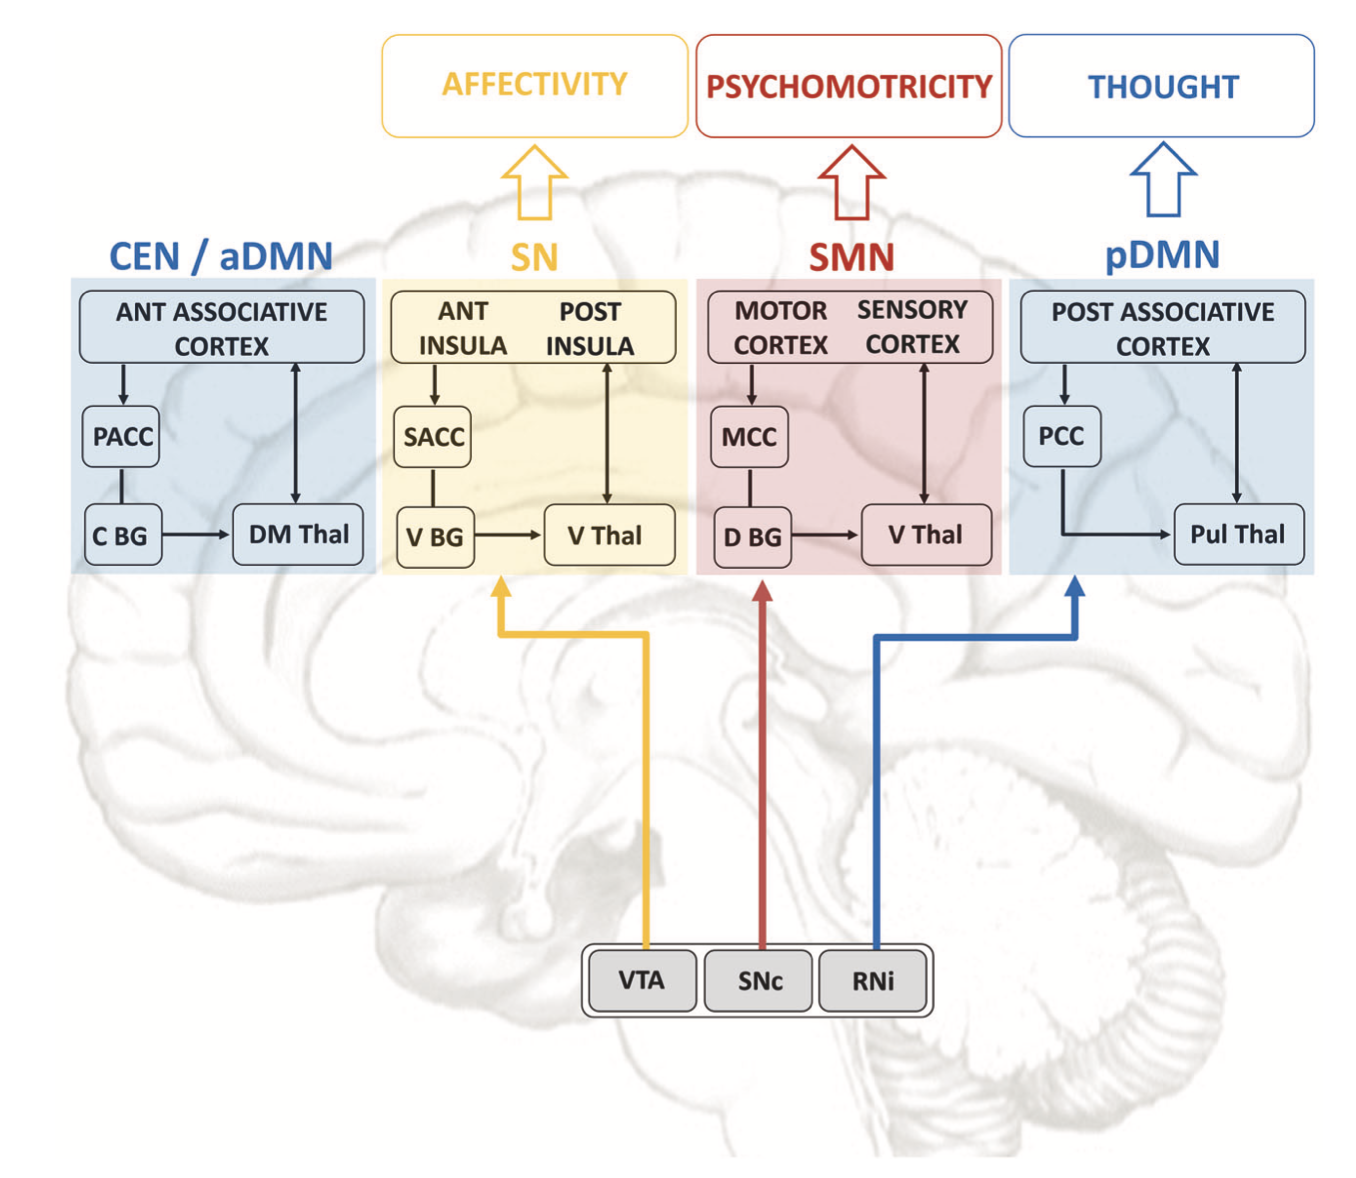 AFFECTIVITY
PSYCHOMOTRICITY
THOUGHT
CEN / aDMN
SN
SMN
pDMN
ANT ASSOCIATIVE
CORTEX
PACC
C BG
DM Thal
ANT
INSULA
POST
INSULA
SACC
V BG
V Thal
MOTOR
CORTEX
SENSORY
CORTEX
MCC
D BG
V Thal
POST ASSOCIATIVE
CORTEX
PCC
Pul Thal
VTA
SNc
RNi